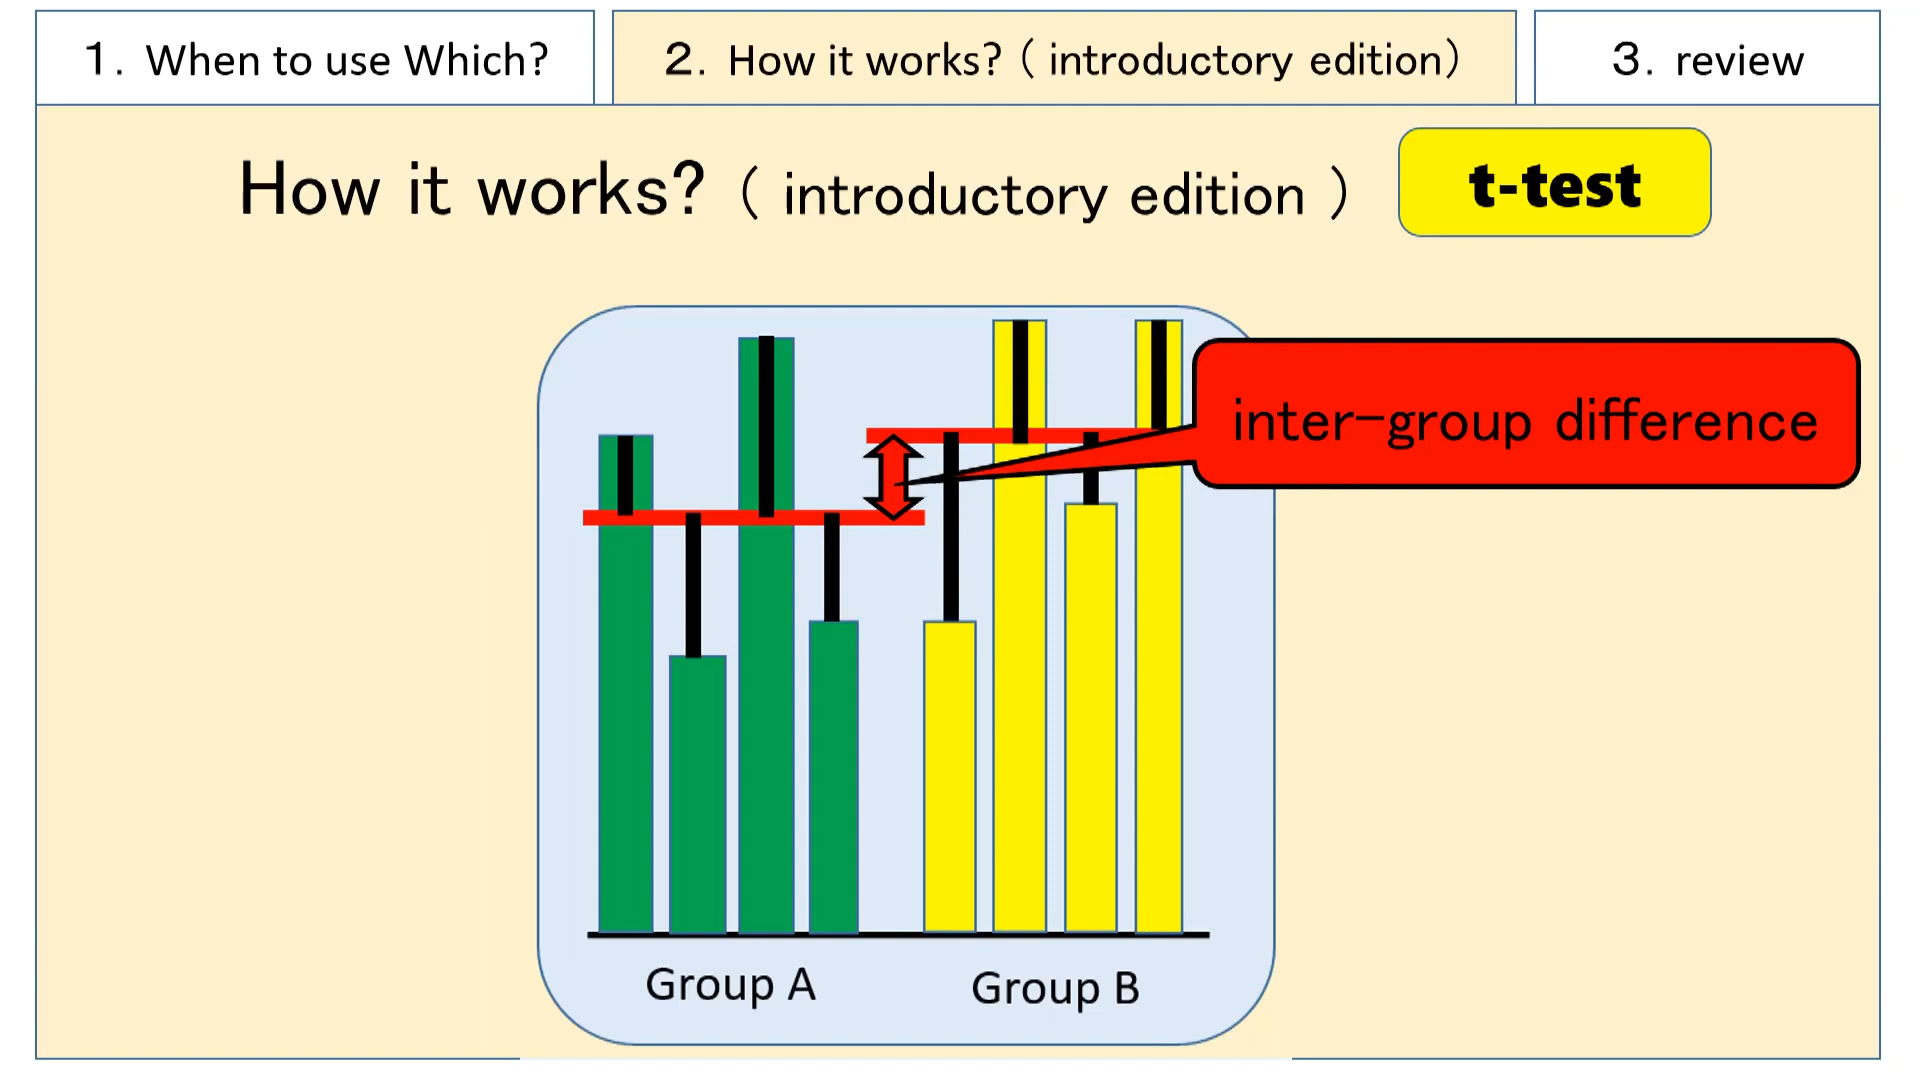 1. When to use Which?
2. How it works? ( introductory edition)
3. review
How it works? ( introductory edition )
t-test
inter-group difference
Group A
Group B